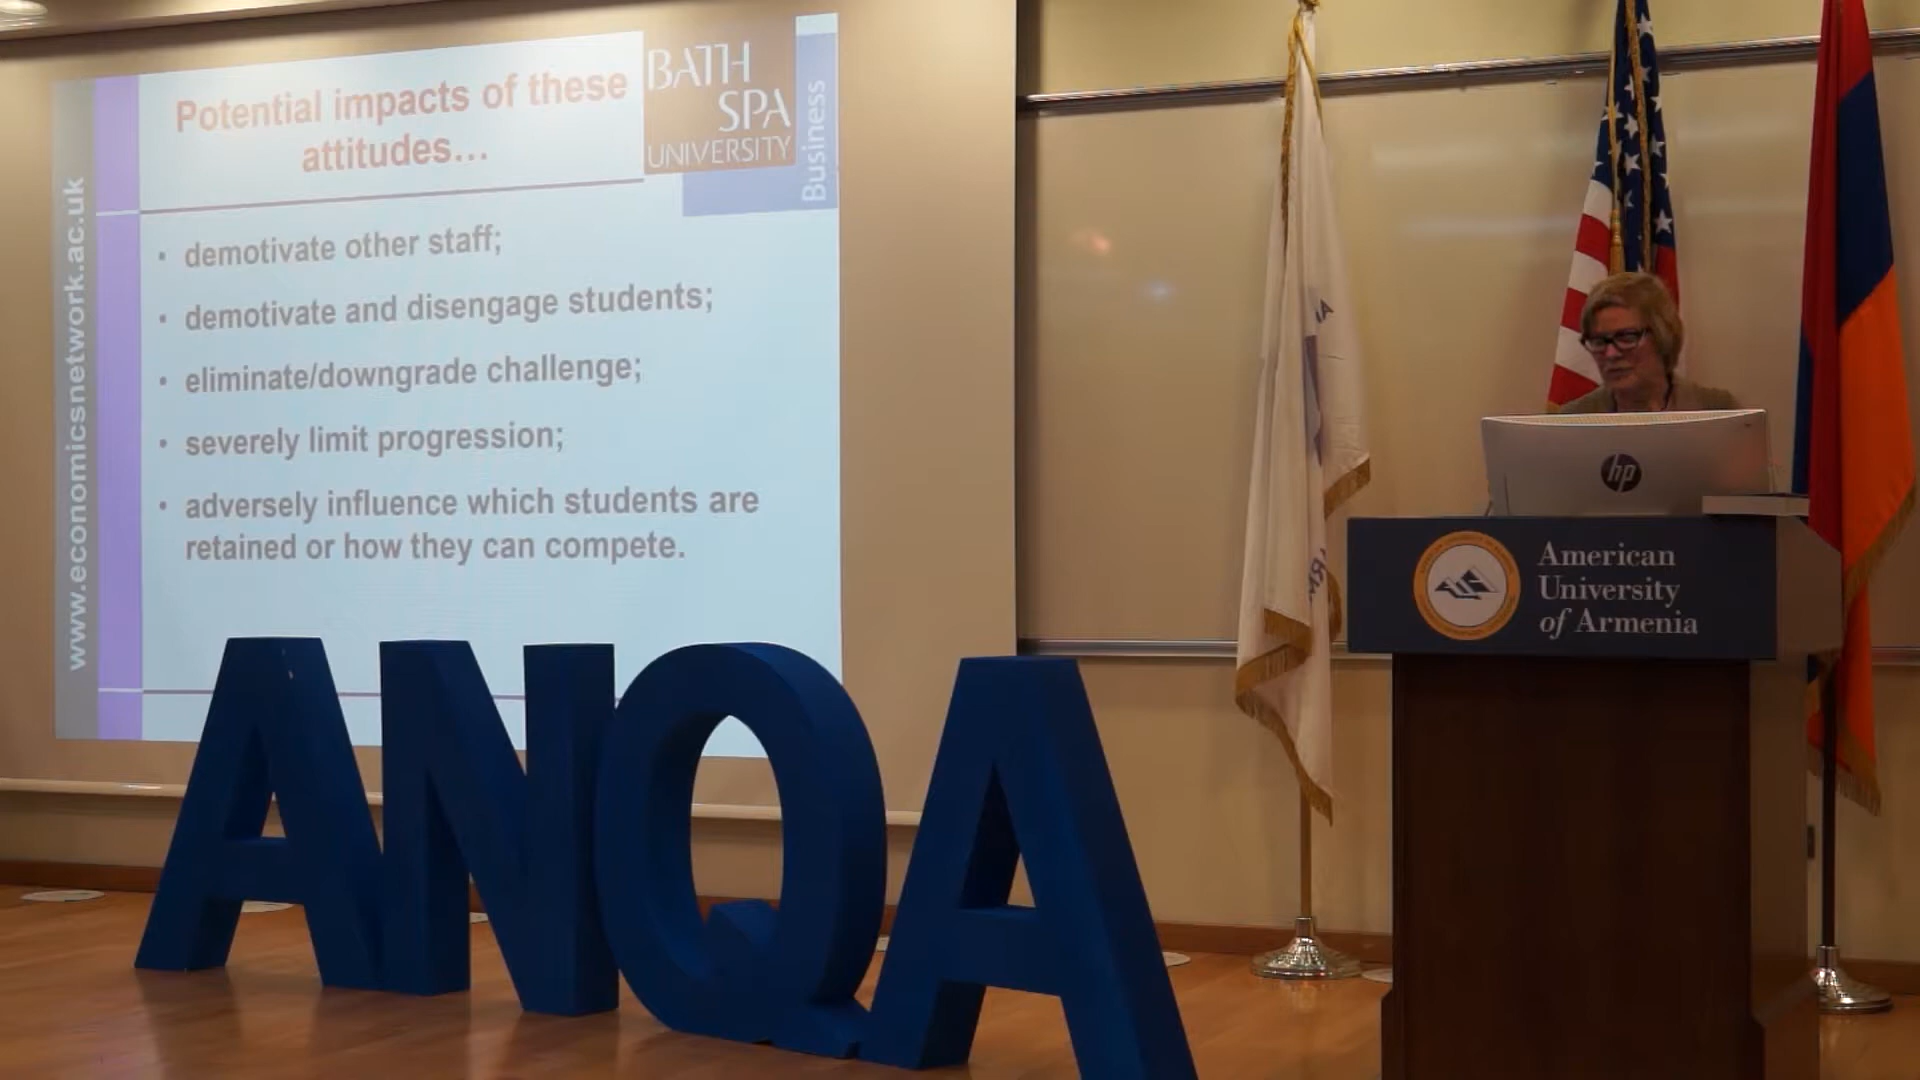 Potential impacts of these
attitudes…
BATH
SPA
UNIVERSITY
Business
www.economicsnetwork.ac.uk
• demotivate other staff;
• demotivate and disengage students;
• eliminate/downgrade challenge;
• severely limit progression;
• adversely influence which students are
retained or how they can compete.
ANQA
hp
American
University
of Armenia